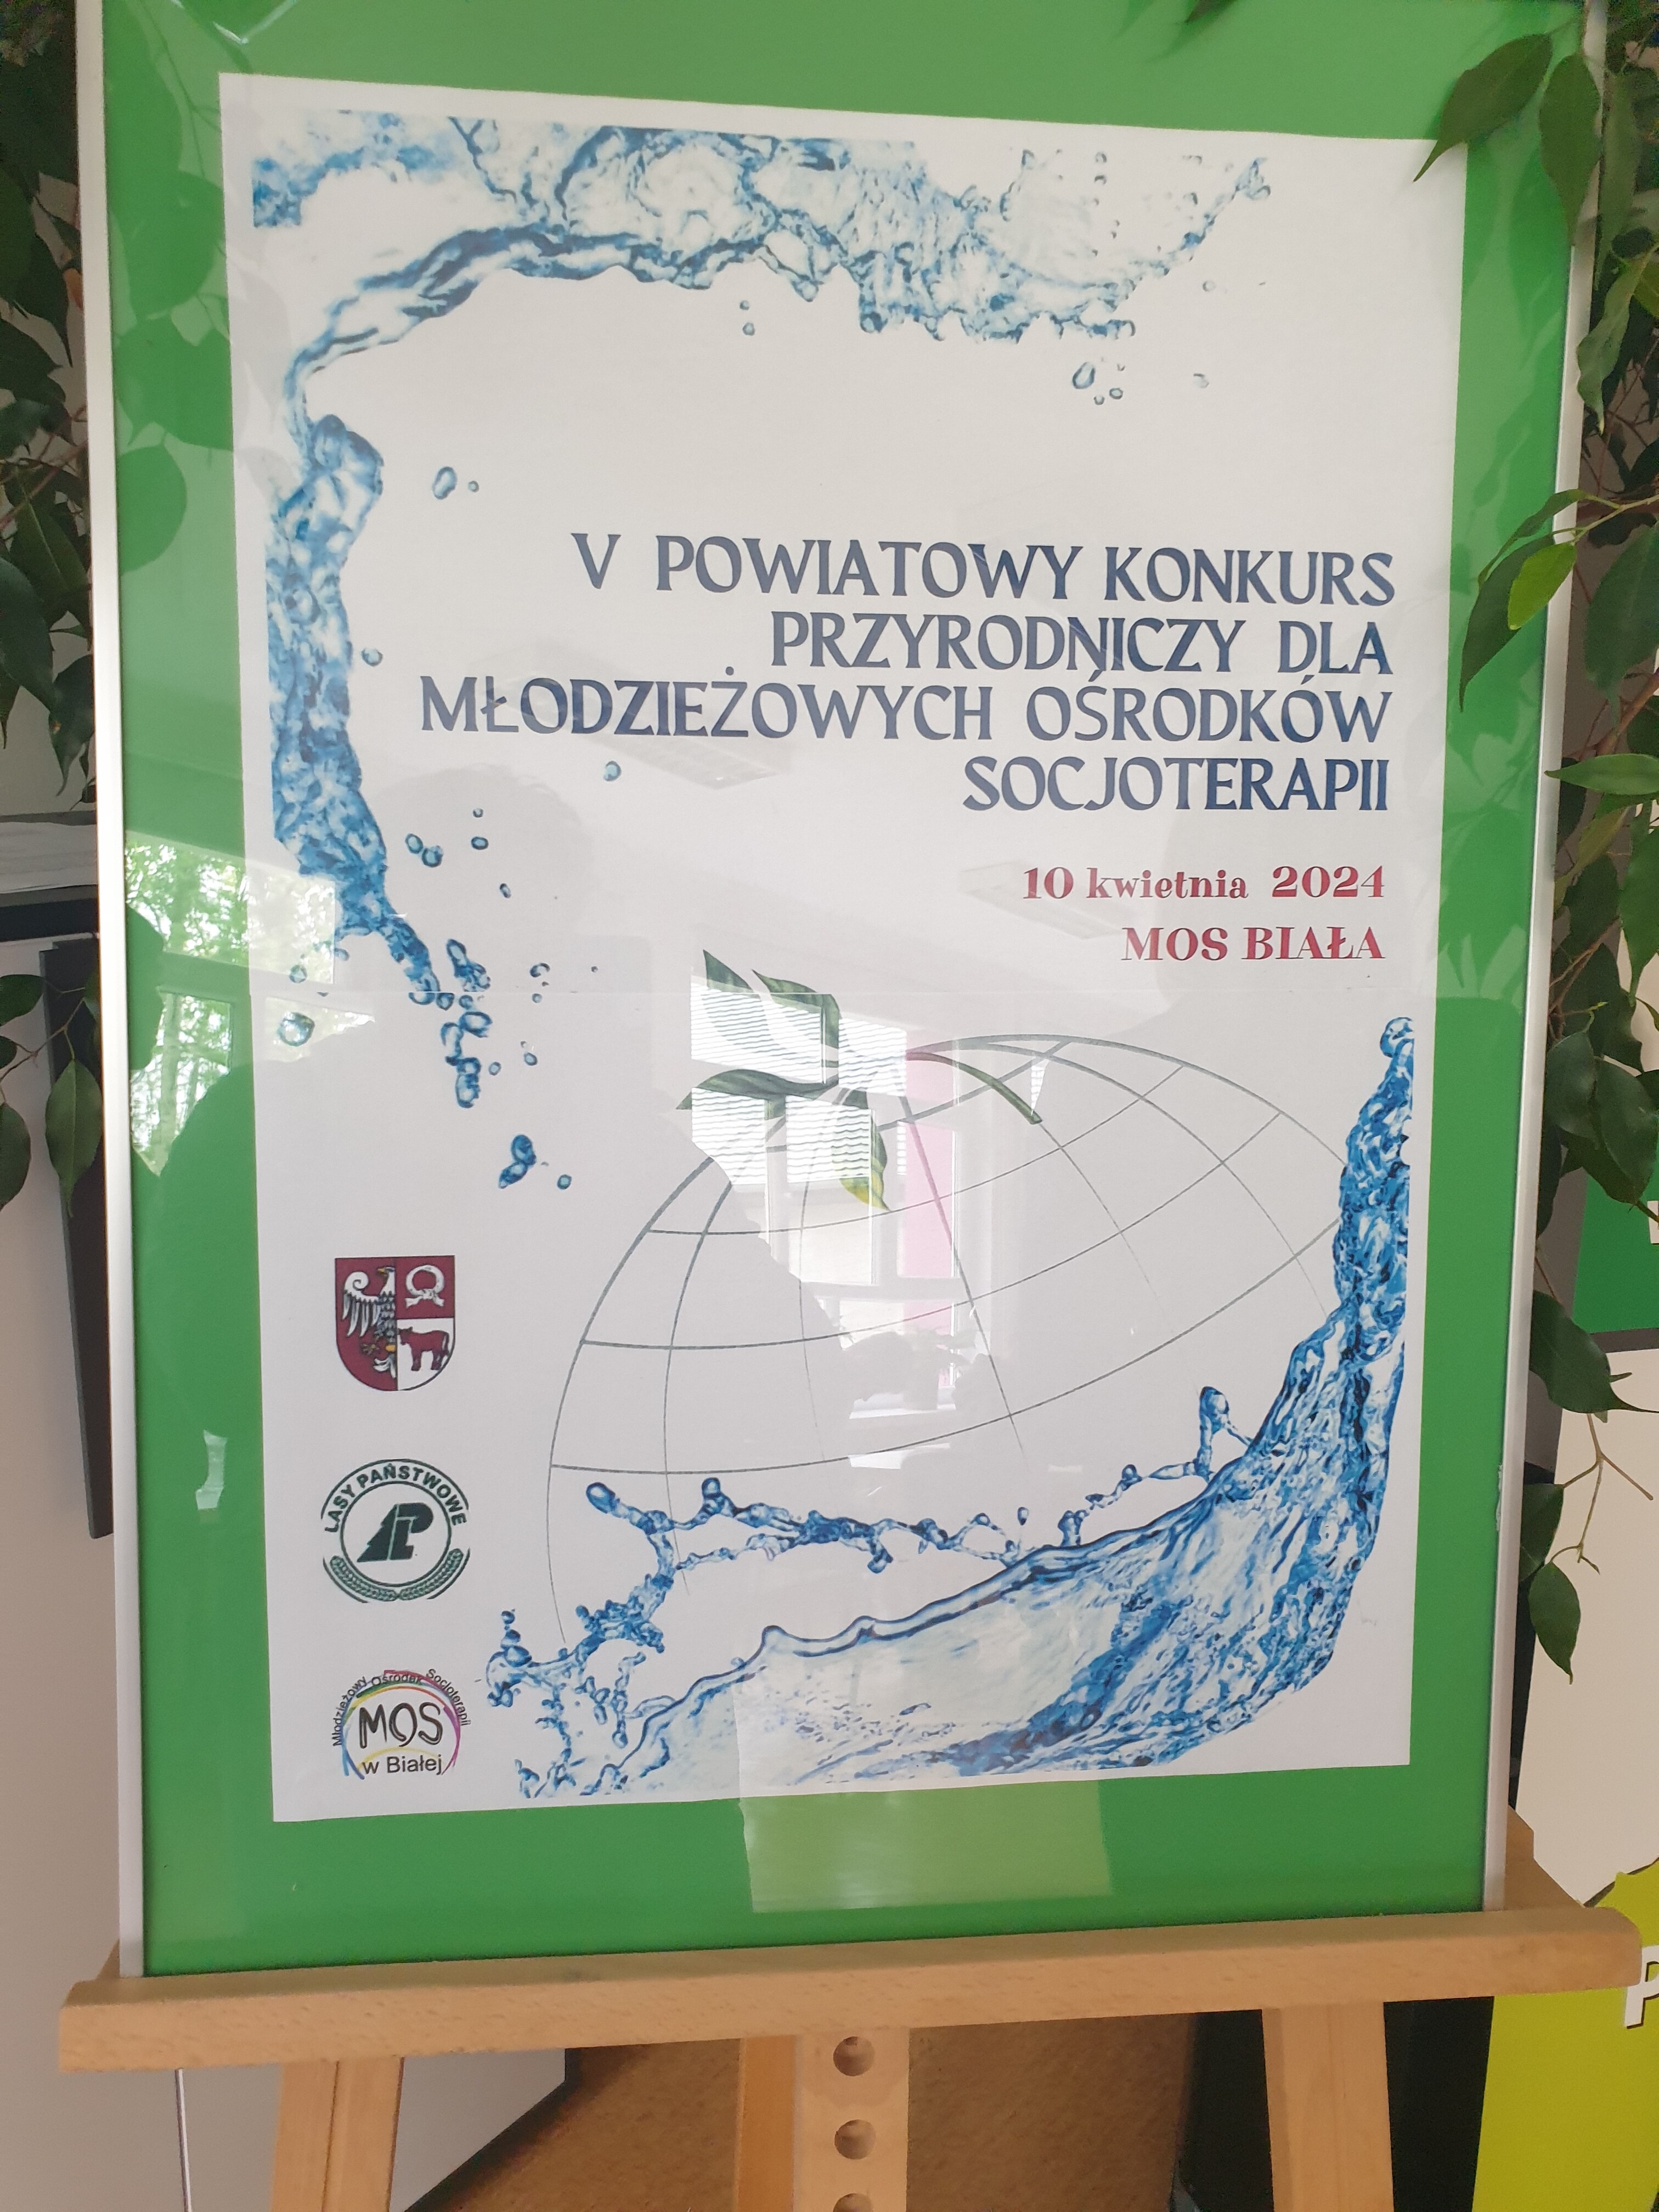 V POWIATOWY KONKURS
PRZYRODNICZY DLA
MŁODZIEŻOWYCH OŚRODKÓW
SOCJOTERAPII
10 kwietnia 2024
MOS BIAŁA
LASY PAŃSTWOWE
Młodzieżowy Ośrodek Socjoterapii
MOS
w Białej
P